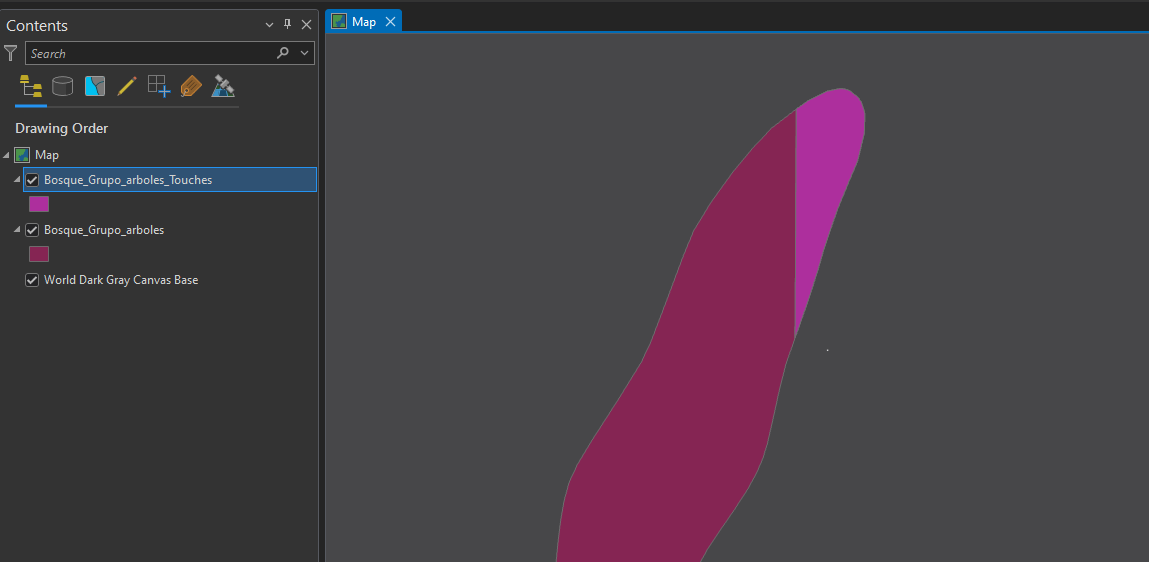 Contents
Search
Drawing Order
Map
Bosque_Grupo_arboles_Touches
Bosque_Grupo_arboles
World Dark Gray Canvas Base
Map